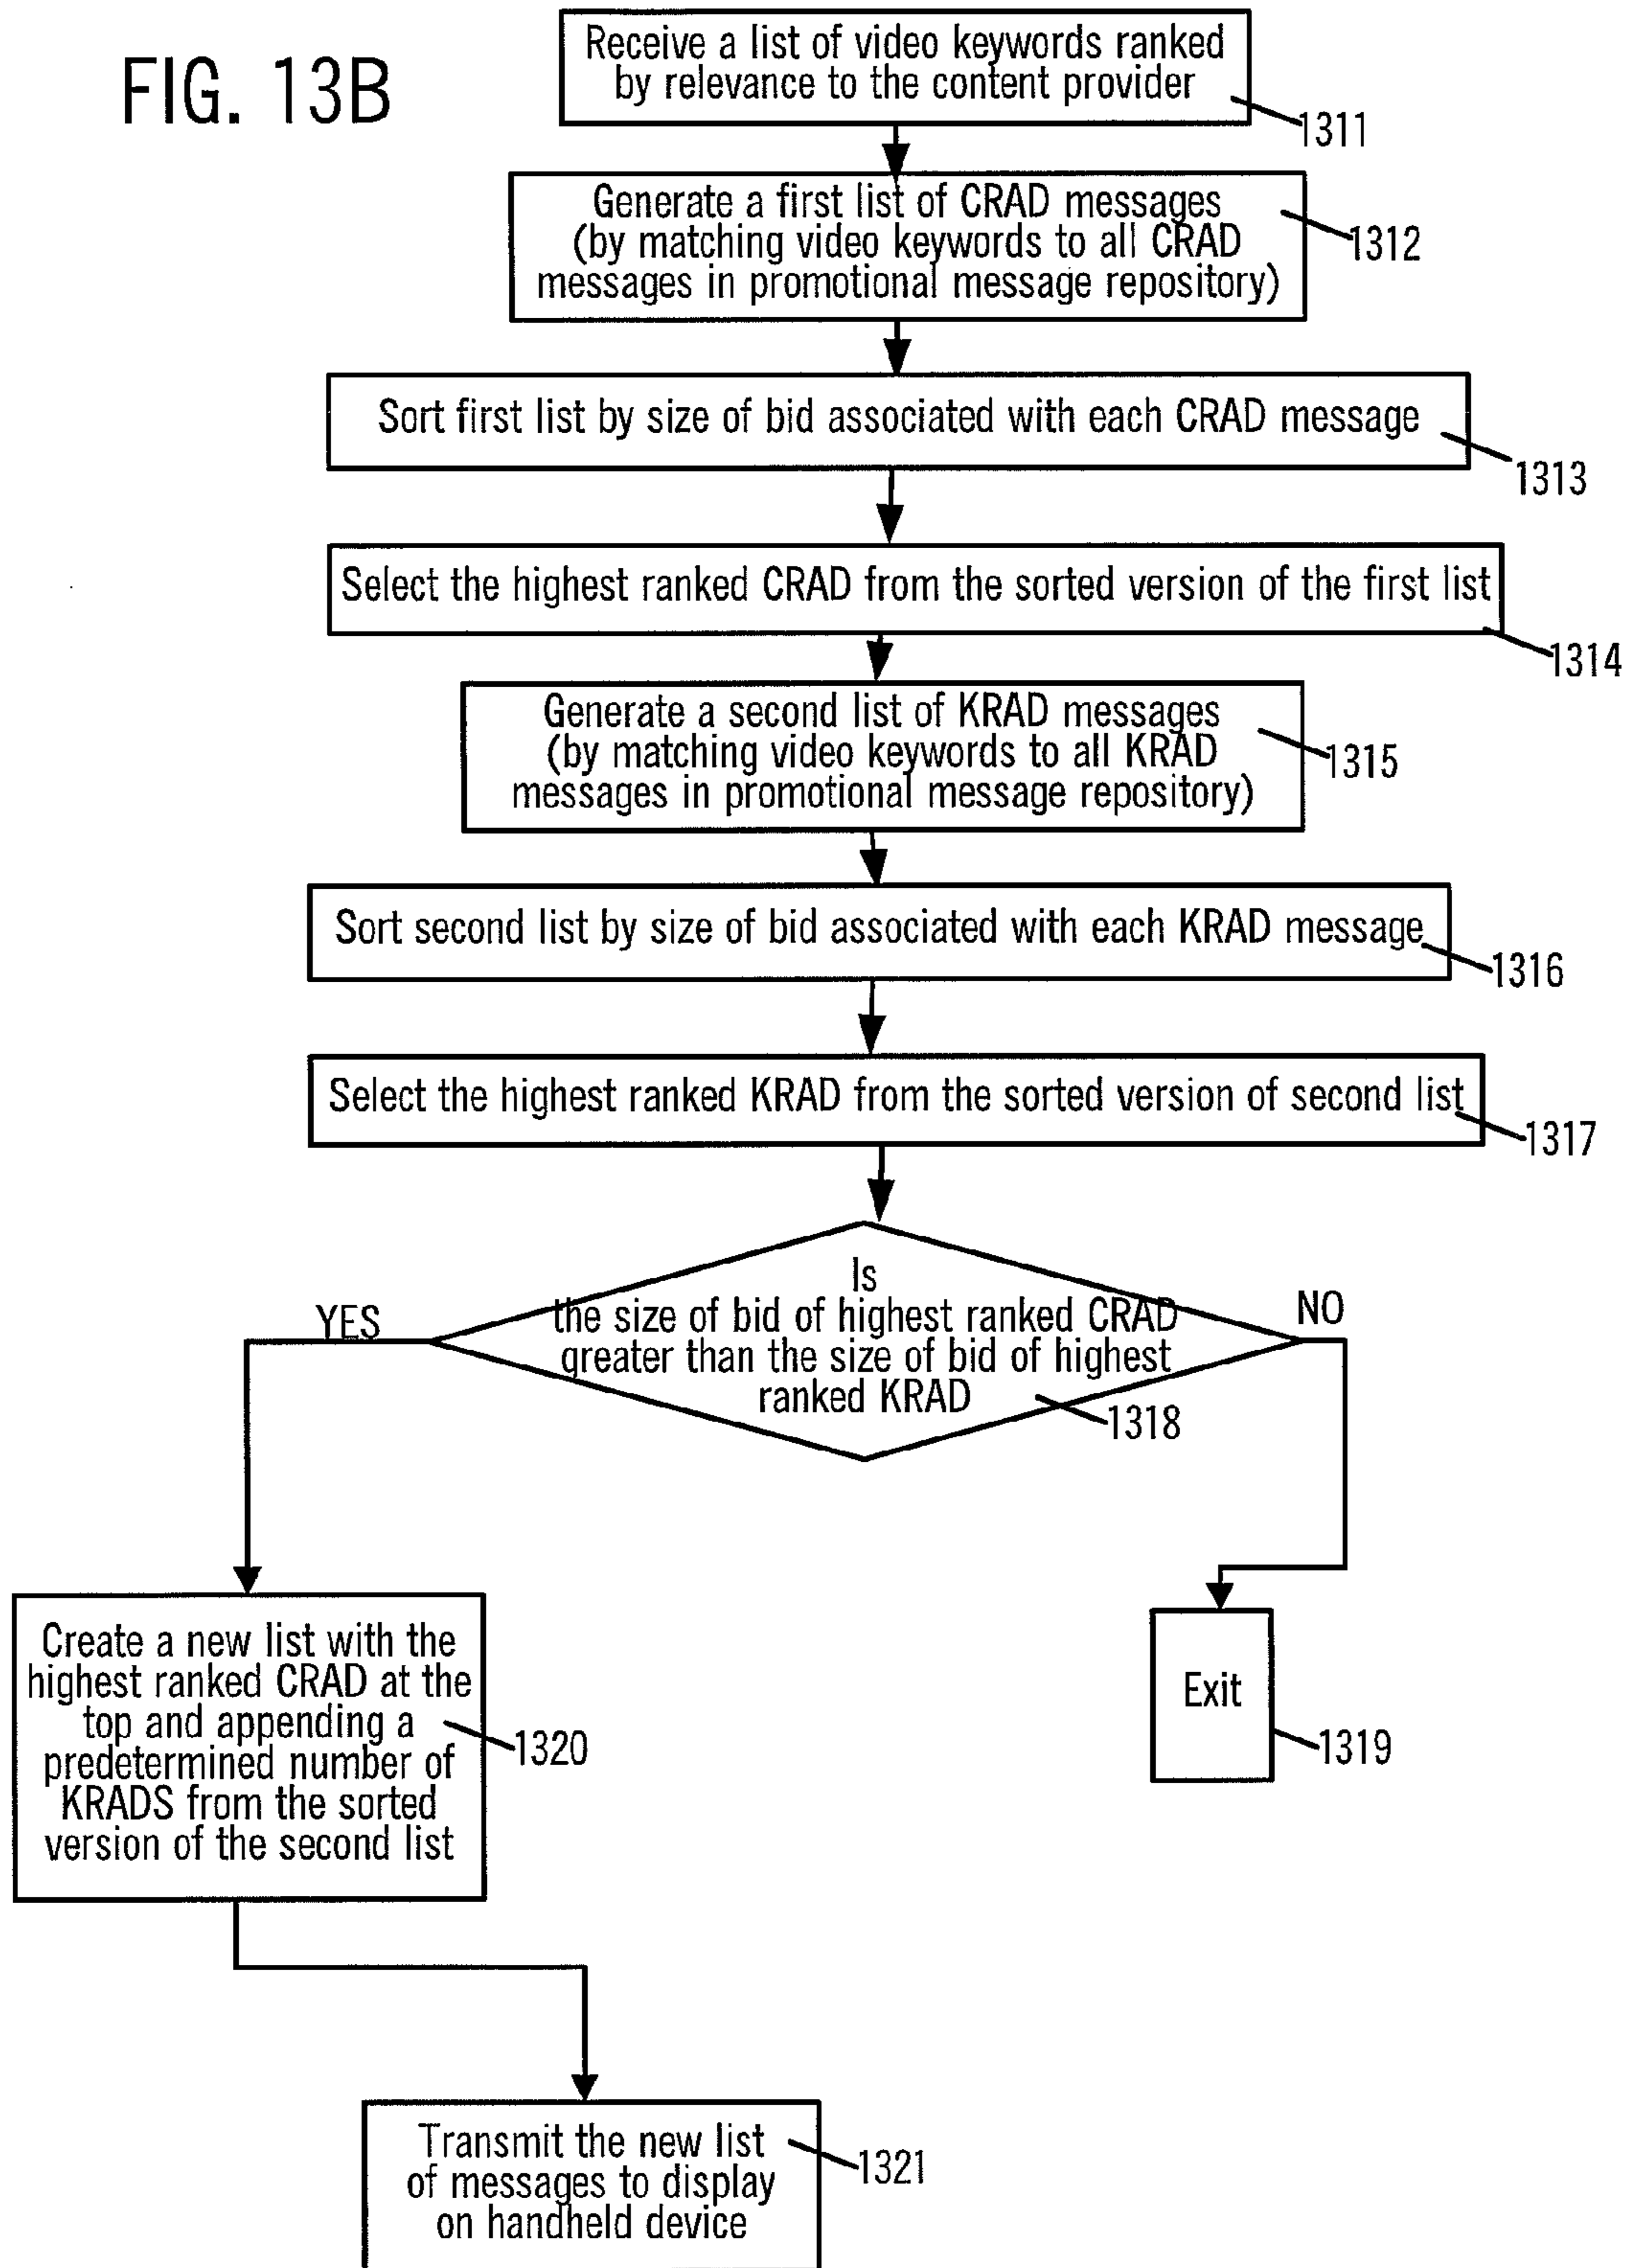 FIG. 13B
Receive a list of video keywords ranked
by relevance to the content provider
1311
Generate a first list of CRAD messages
(by matching video keywords to all CRAD
messages in promotional message repository)
1312
Sort first list by size of bid associated with each CRAD message
1313
Select the highest ranked CRAD from the sorted version of the first list
1314
Generate a second list of KRAD messages
(by matching video keywords to all KRAD
messages in promotional message repository)
1315
Sort second list by size of bid associated with each KRAD message
1316
Select the highest ranked KRAD from the sorted version of second list
1317
Is
the size of bid of highest ranked CRAD
greater than the size of bid of highest
ranked KRAD
1318
YES
NO
Create a new list with the
highest ranked CRAD at the
top and appending a
predetermined number of
KRADS from the sorted
version of the second list
1320
Exit
1319
Transmit the new list
of messages to display
on handheld device
1321